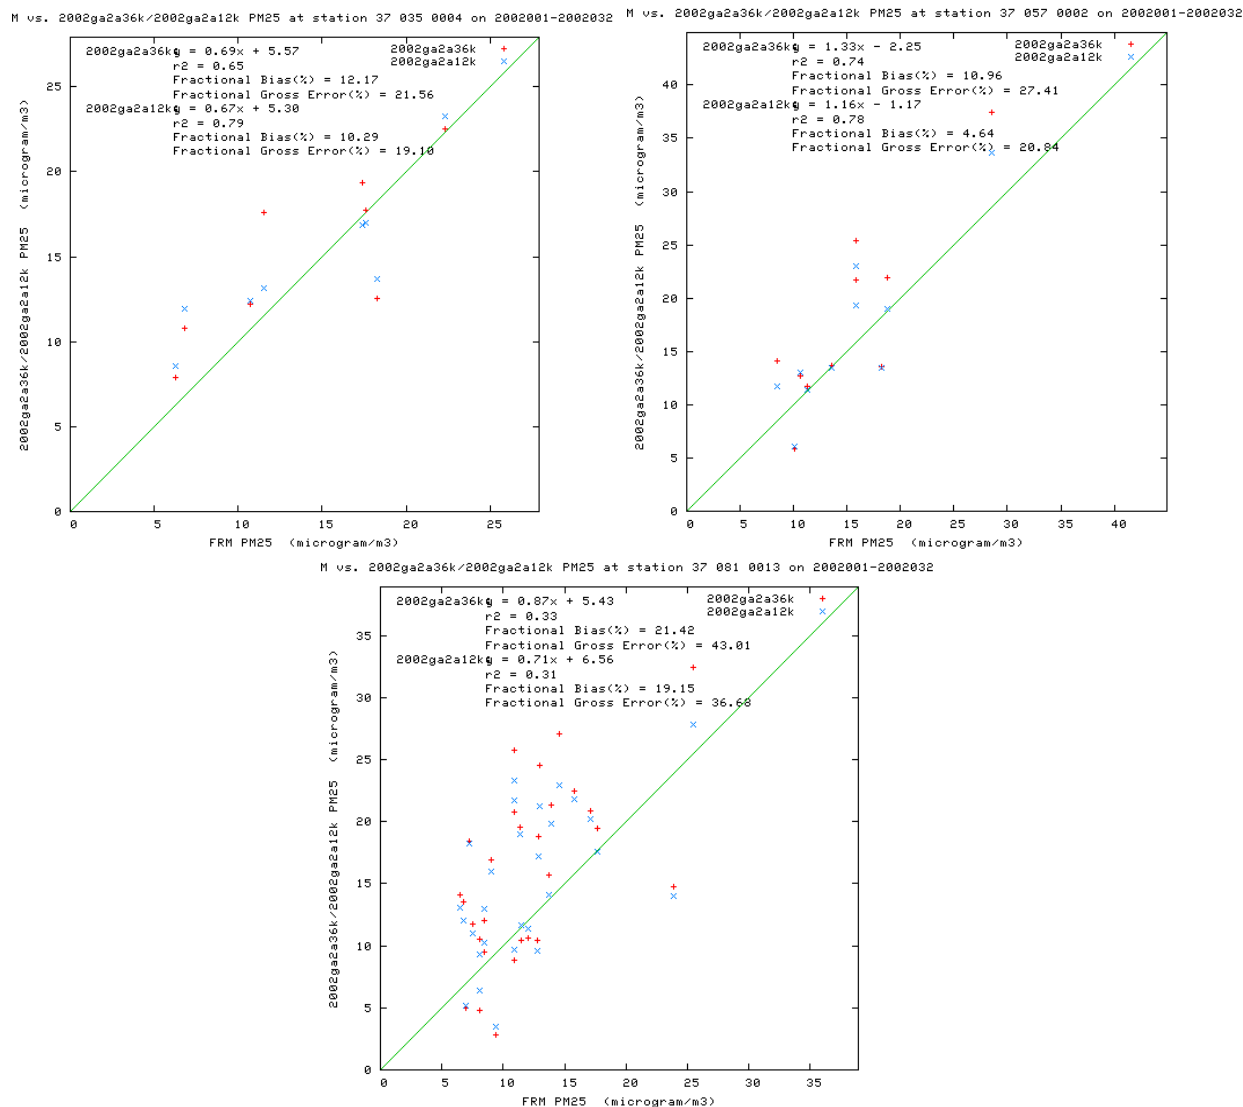 M vs. 2002ga2a36k/2002ga2a12k PM25 at station 37 035 0004 on 2002001-2002032
2002ga2a36k
2002ga2a12k
2002ga2a36k y = 0.69x + 5.57
r2 = 0.65
Fractional Bias(%) = 12.17
Fractional Gross Error(%) = 21.56
2002ga2a12k y = 0.67x + 5.30
r2 = 0.79
Fractional Bias(%) = 10.29
Fractional Gross Error(%) = 19.10
25
20
15
10
5
0
2002ga2a36k/2002ga2a12k PM25 (microgram/m3)
0 5 10 15 20 25
FRM PM25 (microgram/m3)
M vs. 2002ga2a36k/2002ga2a12k PM25 at station 37 057 0002 on 2002001-2002032
2002ga2a36k
2002ga2a12k
2002ga2a36k y = 1.33x - 2.25
r2 = 0.74
Fractional Bias(%) = 10.96
Fractional Gross Error(%) = 27.41
2002ga2a12k y = 1.16x - 1.17
r2 = 0.78
Fractional Bias(%) = 4.64
Fractional Gross Error(%) = 20.84
40
35
30
25
20
15
10
5
0
2002ga2a36k/2002ga2a12k PM25 (microgram/m3)
0 5 10 15 20 25 30 35 40
FRM PM25 (microgram/m3)
M vs. 2002ga2a36k/2002ga2a12k PM25 at station 37 081 0013 on 2002001-2002032
2002ga2a36k
2002ga2a12k
2002ga2a36k y = 0.87x + 5.43
r2 = 0.33
Fractional Bias(%) = 21.42
Fractional Gross Error(%) = 43.01
2002ga2a12k y = 0.71x + 6.56
r2 = 0.31
Fractional Bias(%) = 19.15
Fractional Gross Error(%) = 36.68
35
30
25
20
15
10
5
0
2002ga2a36k/2002ga2a12k PM25 (microgram/m3)
0 5 10 15 20 25 30 35
FRM PM25 (microgram/m3)